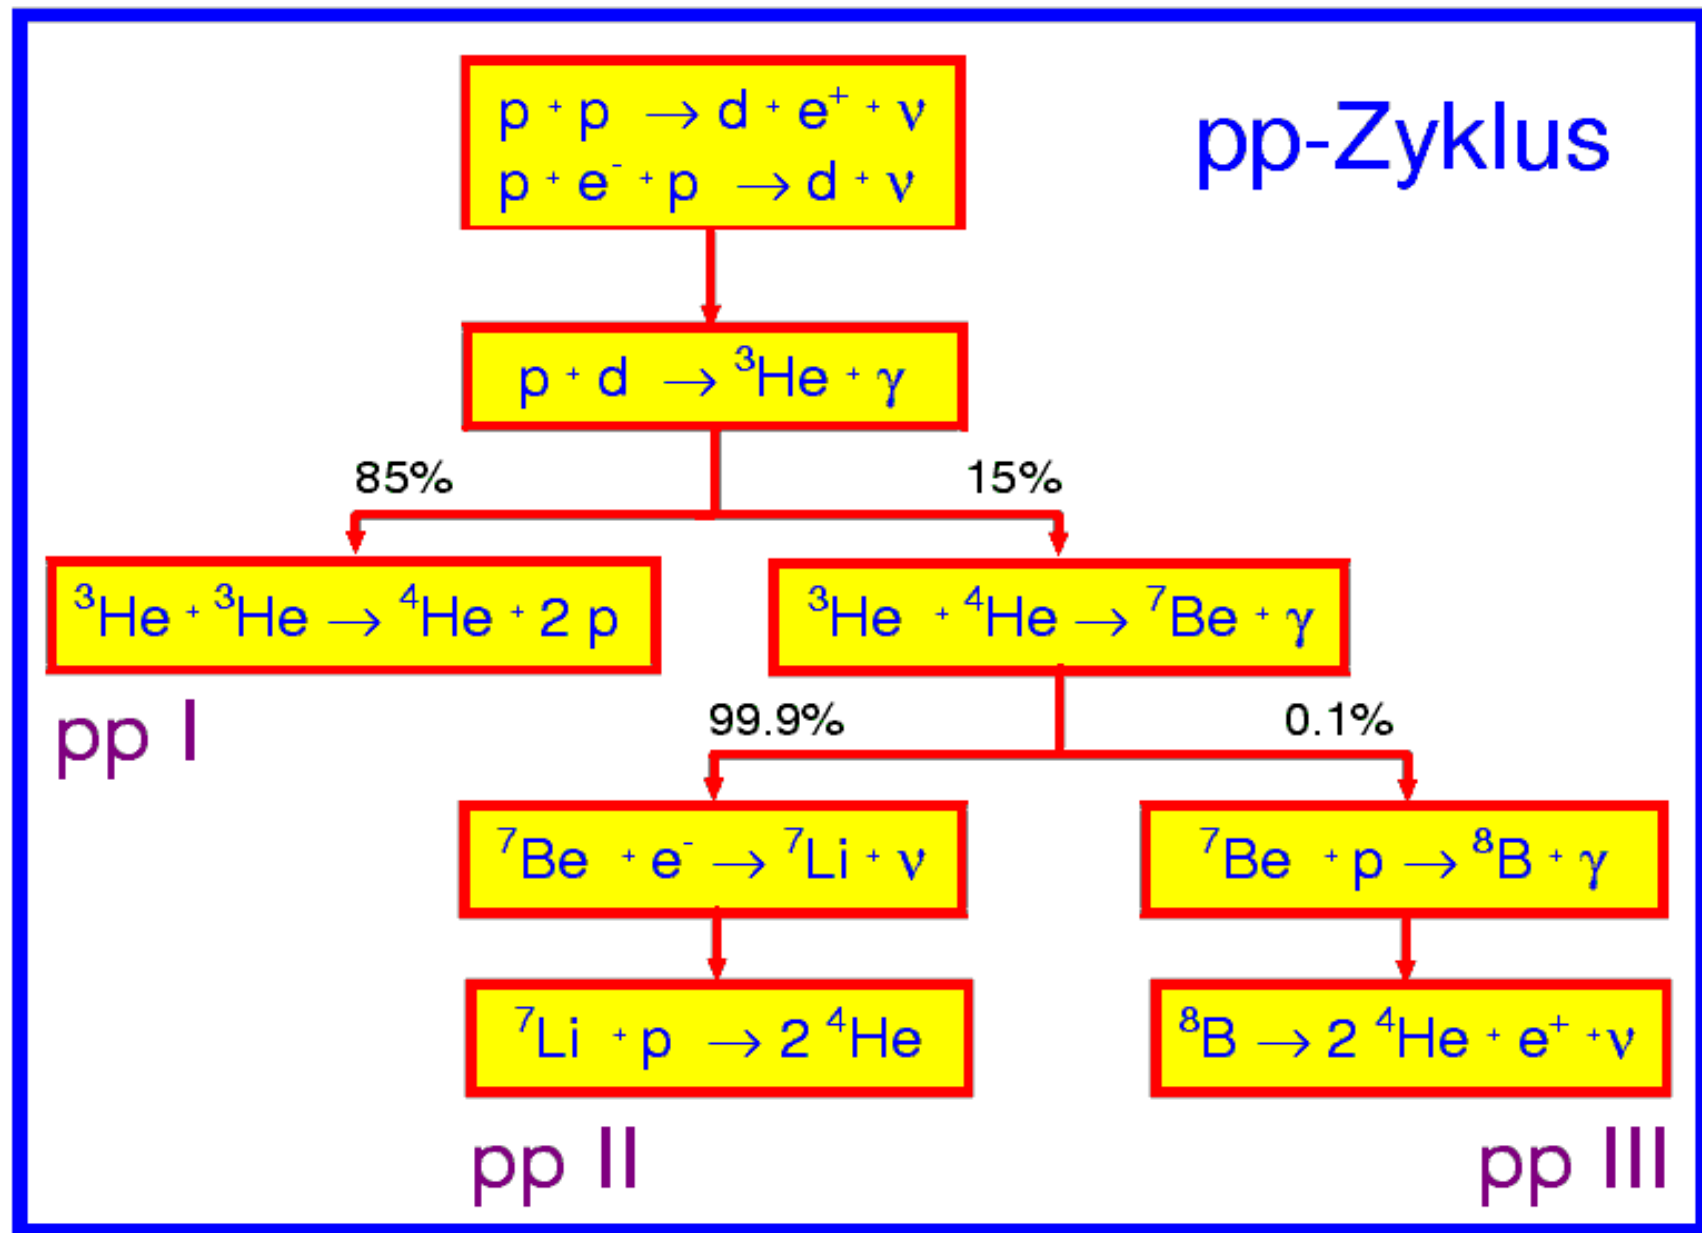 pp-Zyklus
p + p → d + e⁺ + ν
p + e⁻ + p → d + ν
p + d → ³He + γ
85%
15%
³He + ³He → ⁴He + 2 p
³He + ⁴He → ⁷Be + γ
pp I
99.9%
0.1%
⁷Be + e⁻ → ⁷Li + ν
⁷Be + p → ⁸B + γ
⁷Li + p → 2 ⁴He
⁸B → 2 ⁴He + e⁺ + ν
pp II
pp III